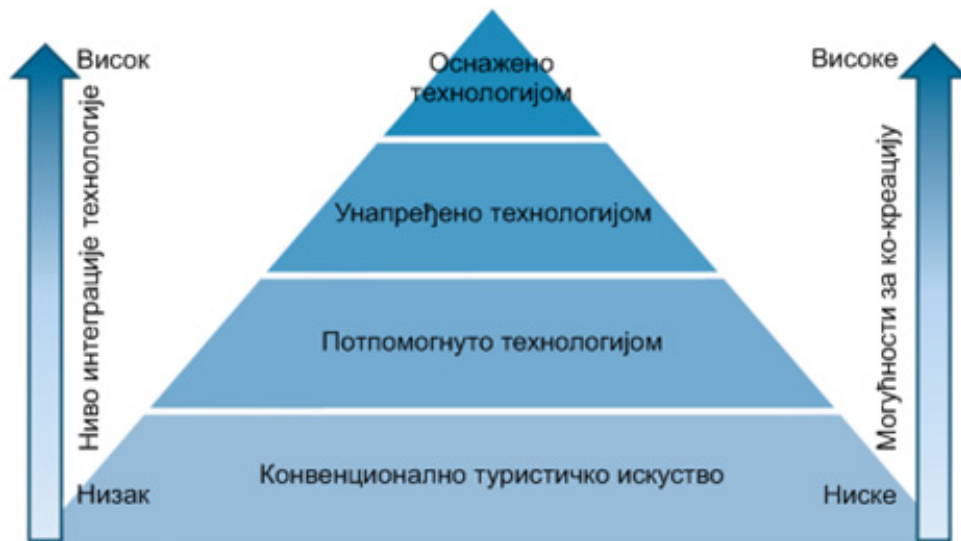 Висок
Ниво интеграције технологије
Низак
Оснажено
технологијом
Унапређено технологијом
Потпомогнуто технологијом
Конвенционално туристичко искуство
Високе
Могућности за ко-креацију
Ниске